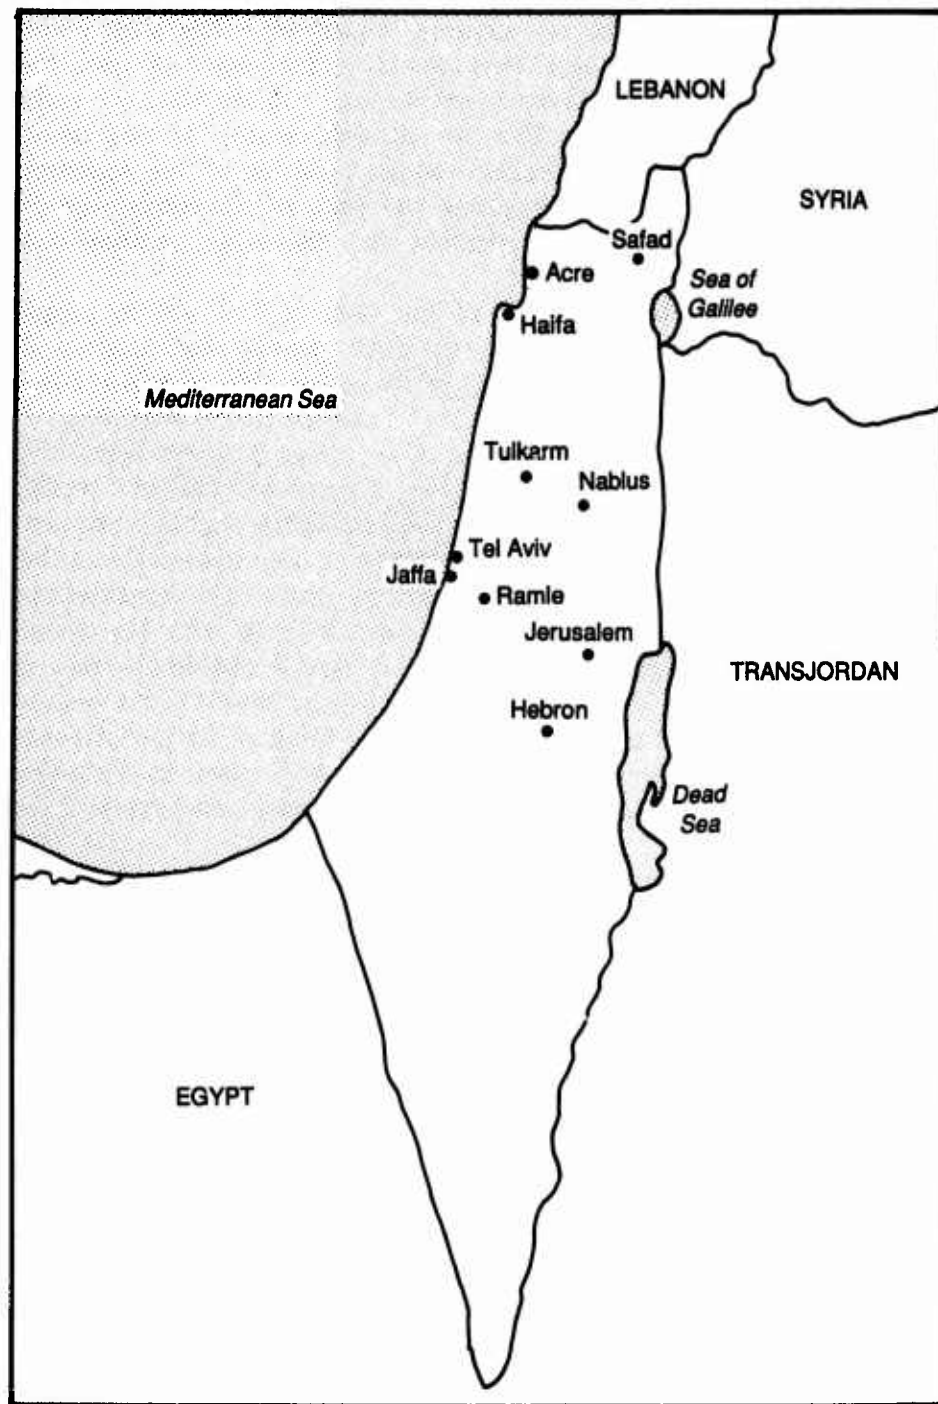 LEBANON
SYRIA
Safad
Acre
Sea of
Galilee
Haifa
Mediterranean Sea
Tulkarm
Nablus
Tel Aviv
Jaffa
Ramle
Jerusalem
TRANSJORDAN
Hebron
Dead
Sea
EGYPT